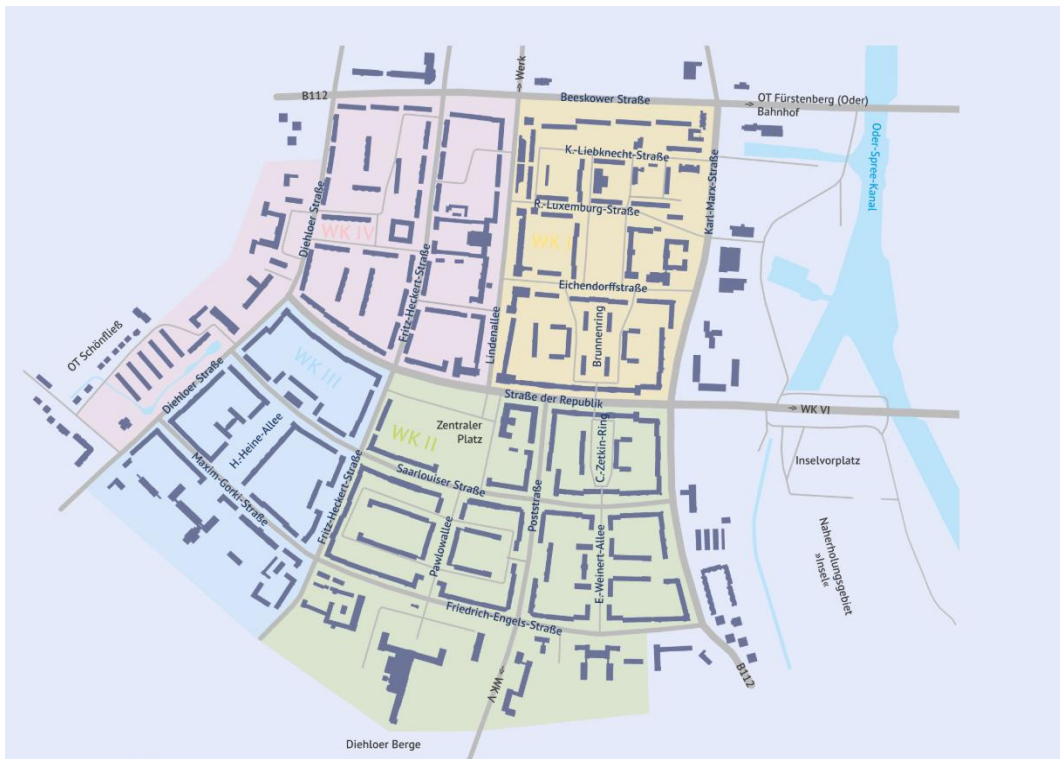 Werk
B112
Beeskower Straße
OT Fürstenberg (Oder)
Bahnhof
Oder-Spree-Kanal
K.-Liebknecht-Straße
Karl-Marx-Straße
Diehloer Straße
R.-Luxemburg-Straße
WK IV
WK I
Fritz-Heckert-Straße
Eichendorffstraße
Lindenallee
Brunnenring
OT Schönfließ
Diehloer Straße
WK III
Straße der Republik
WK VI
Zentraler
Platz
WK II
C.-Zetkin-Ring
H.-Heine-Allee
Inselvorplatz
Saarlouiser Straße
Maxim-Gorki-Straße
Fritz-Heckert-Straße
Poststraße
Pawlowallee
E.-Weinert-Allee
Naherholungsgebiet
»Insel«
Friedrich-Engels-Straße
B112
WK V
Diehloer Berge